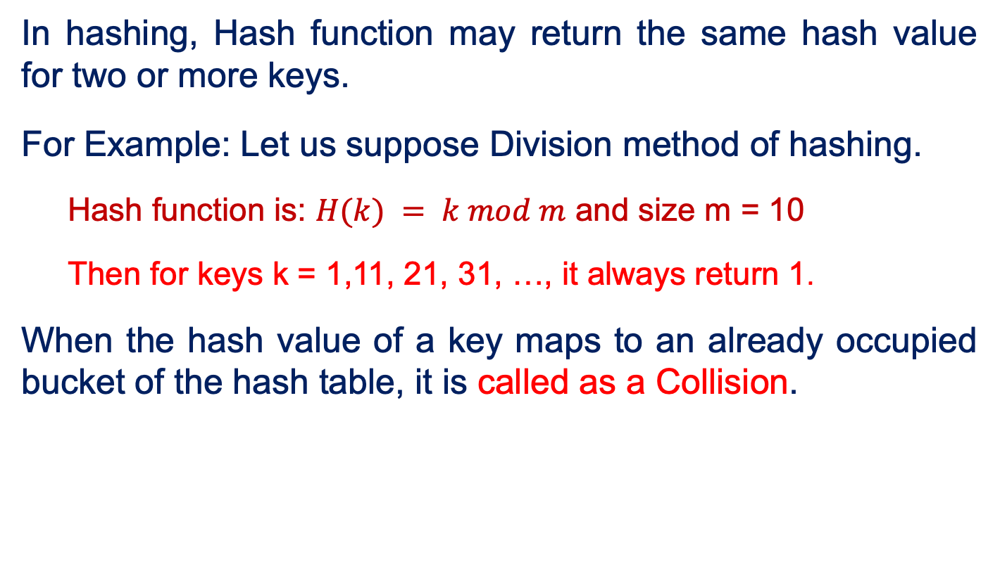 In hashing, Hash function may return the same hash value
for two or more keys.
For Example: Let us suppose Division method of hashing.
Hash function is: H(k) = k mod m and size m = 10
Then for keys k = 1,11, 21, 31, …, it always return 1.
When the hash value of a key maps to an already occupied
bucket of the hash table, it is called as a Collision.